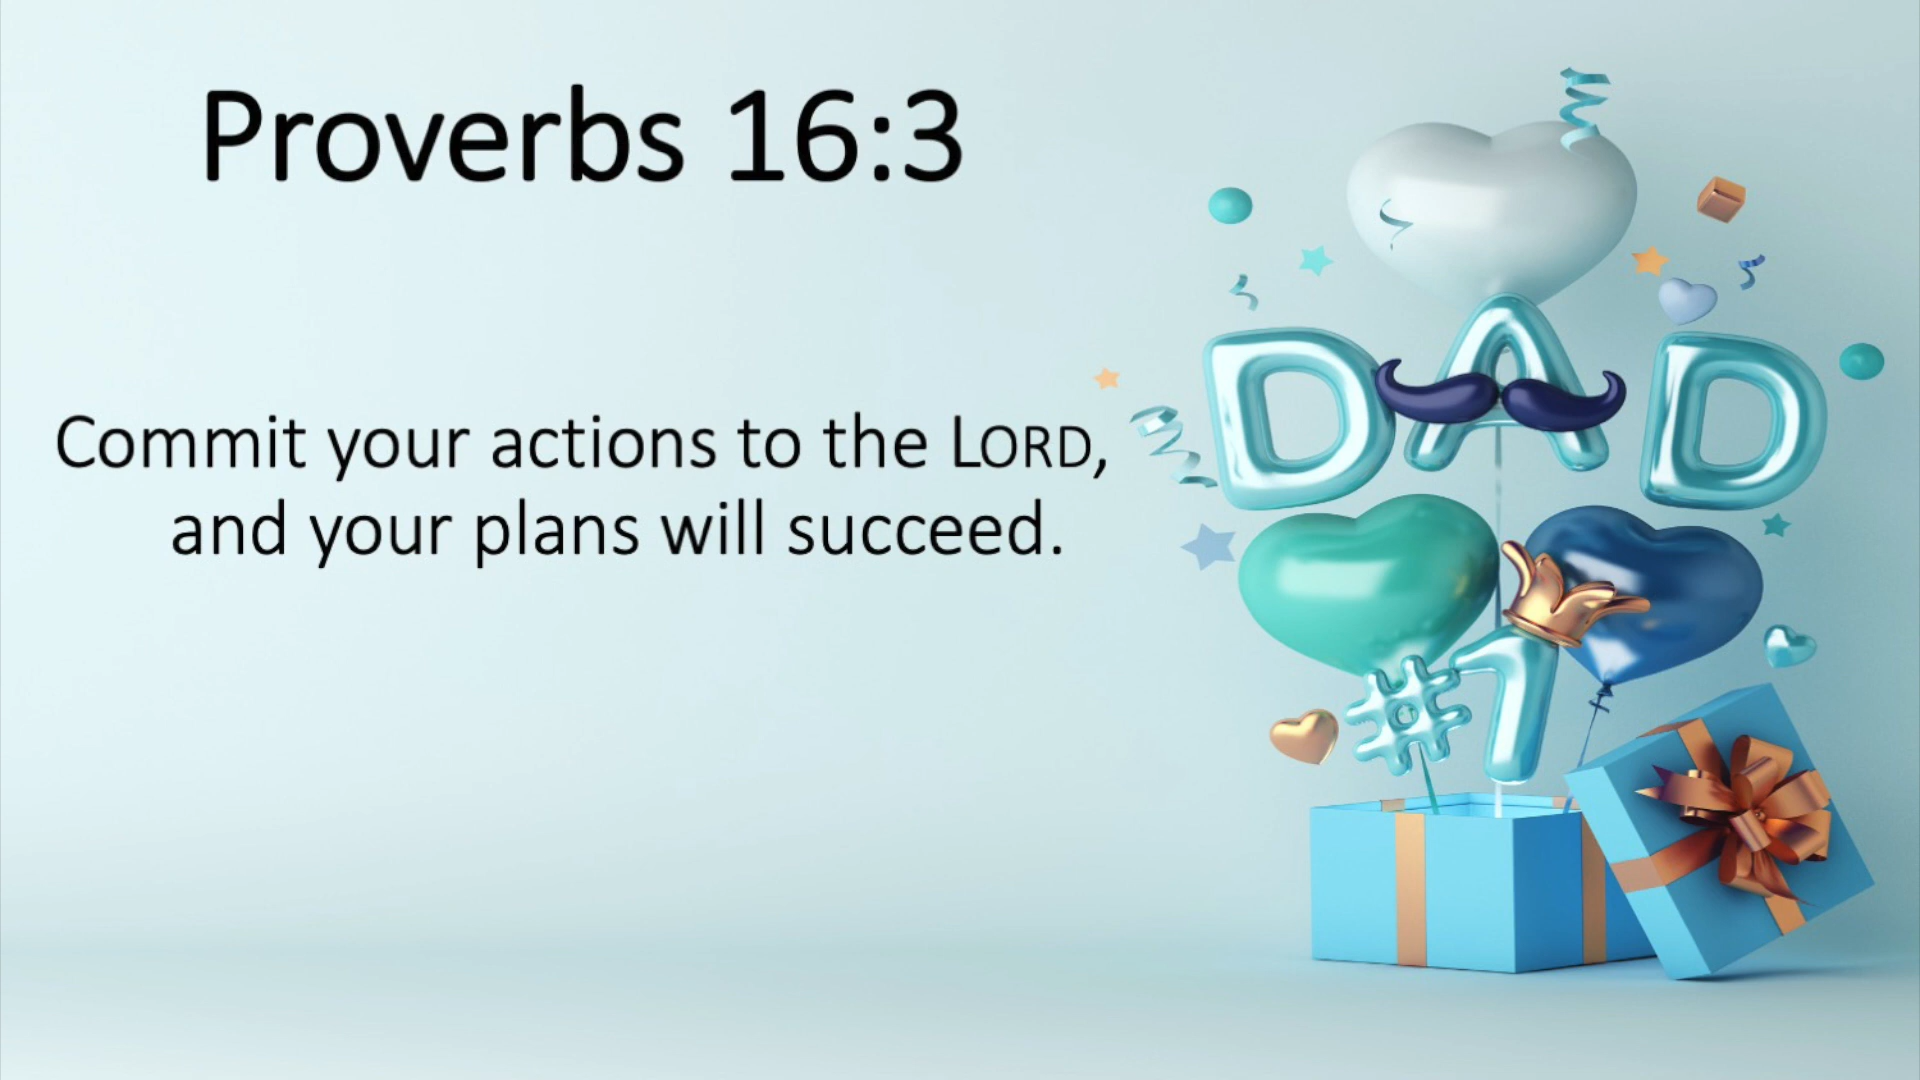 Proverbs 16:3
Commit your actions to the LORD,
and your plans will succeed.
DAD
#1